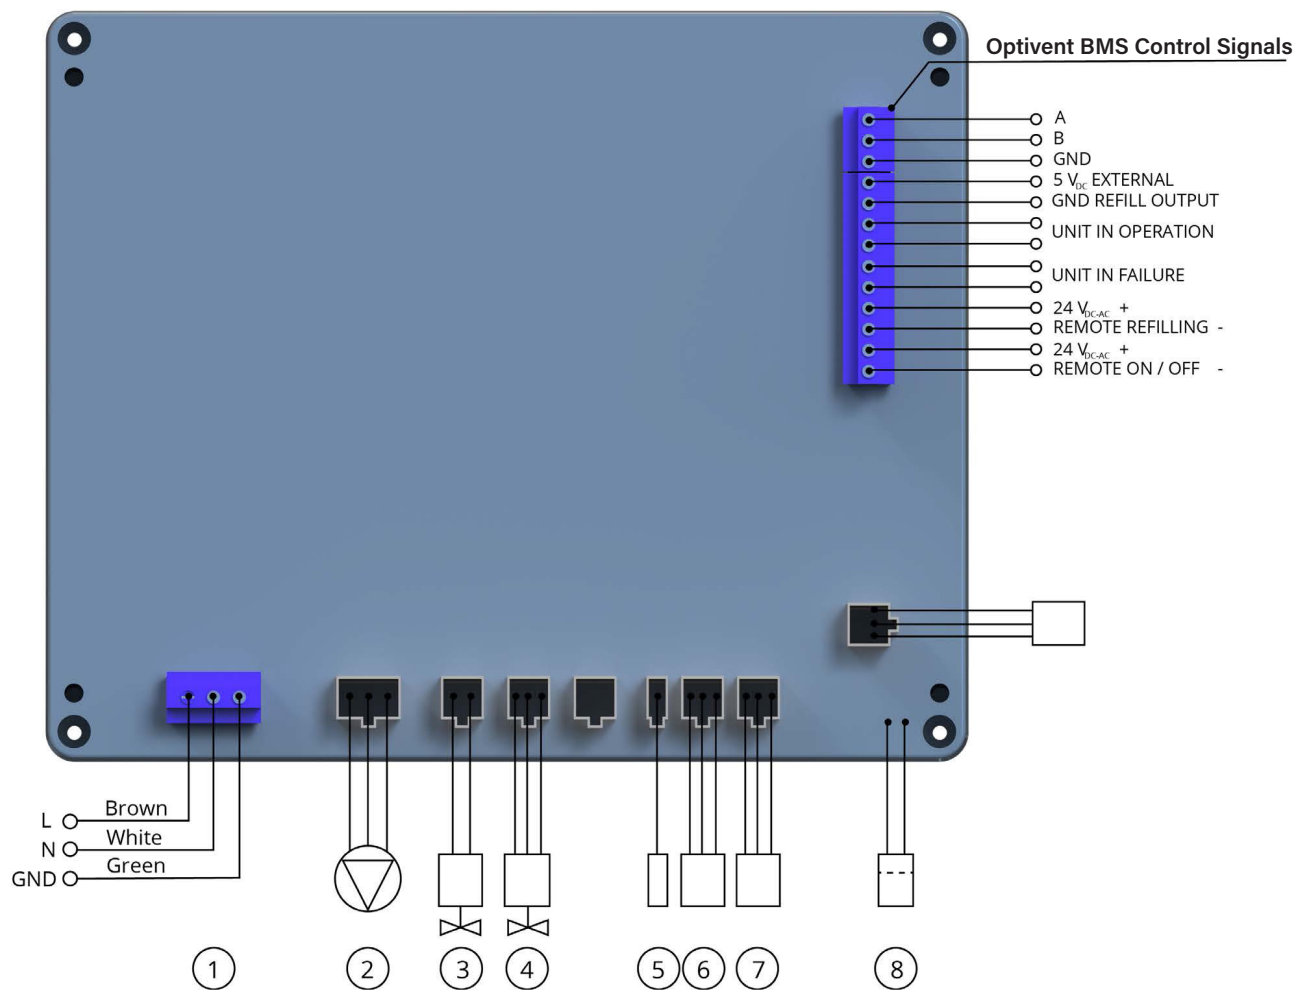 Optivent BMS Control Signals
A
B
GND
5 VDC EXTERNAL
GND REFILL OUTPUT
UNIT IN OPERATION
UNIT IN FAILURE
24 VDC-AC +
REMOTE REFILLING -
24 VDC-AC +
REMOTE ON / OFF -
L Brown
N White
GND Green
1 2 3 4 5 6 7 8